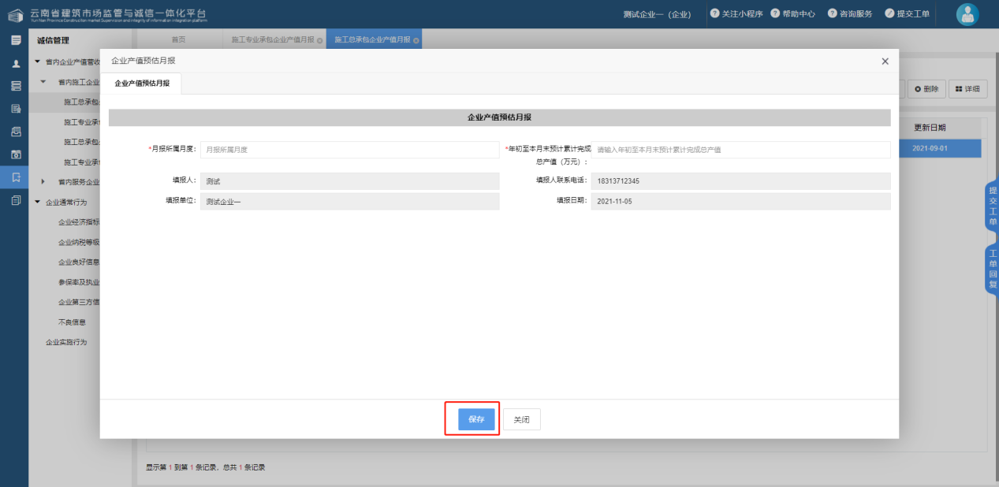 云南省建筑市场监管与诚信一体化平台
Yun Nan Province Construction market Supervision and integrity of information integration platform
测试企业一（企业）
关注小程序
帮助中心
咨询服务
提交工单
诚信管理
首页
施工专业承包企业产值月报
施工总承包企业产值月报
省内企业产值营收
省内施工企业
施工总承包
施工专业承
施工总承包
施工专业承
省内服务企业
企业通常行为
企业经济指标
企业纳税等级
企业良好信息
参保率及执业
企业第三方信
不良信息
企业实施行为
企业产值预估月报
企业产值预估月报
企业产值预估月报
*月报所属月度：
月报所属月度
*年初至本月末预计累计完成
总产值（万元）：
请输入年初至本月末预计累计完成总产值
填报人：
测试
填报人联系电话：
18313712345
填报单位：
测试企业一
填报日期：
2021-11-05
保存
关闭
删除
详细
更新日期
2021-09-01
提交工单
工单回复
显示第 1 到第 1 条记录，总共 1 条记录